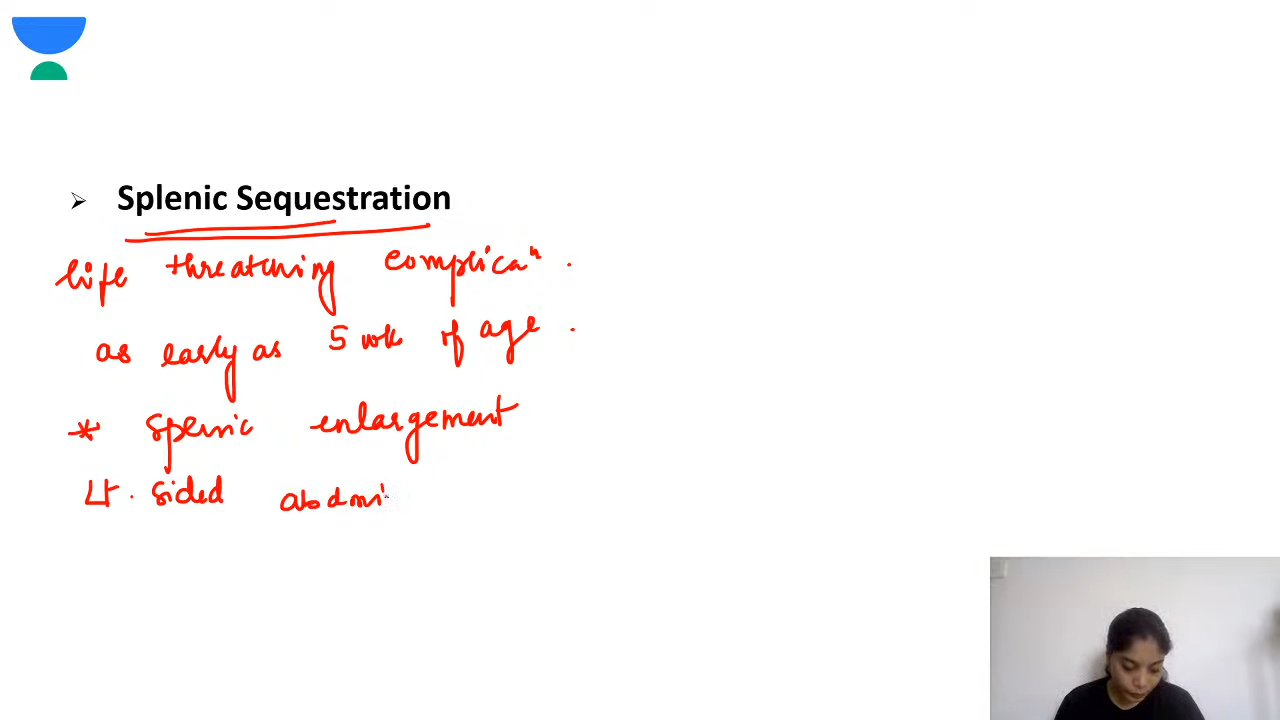 Splenic Sequestration
life threatening complicaⁿ.
as early as 5 wk of age.
* splenic enlargement
Lt. sided abdomi